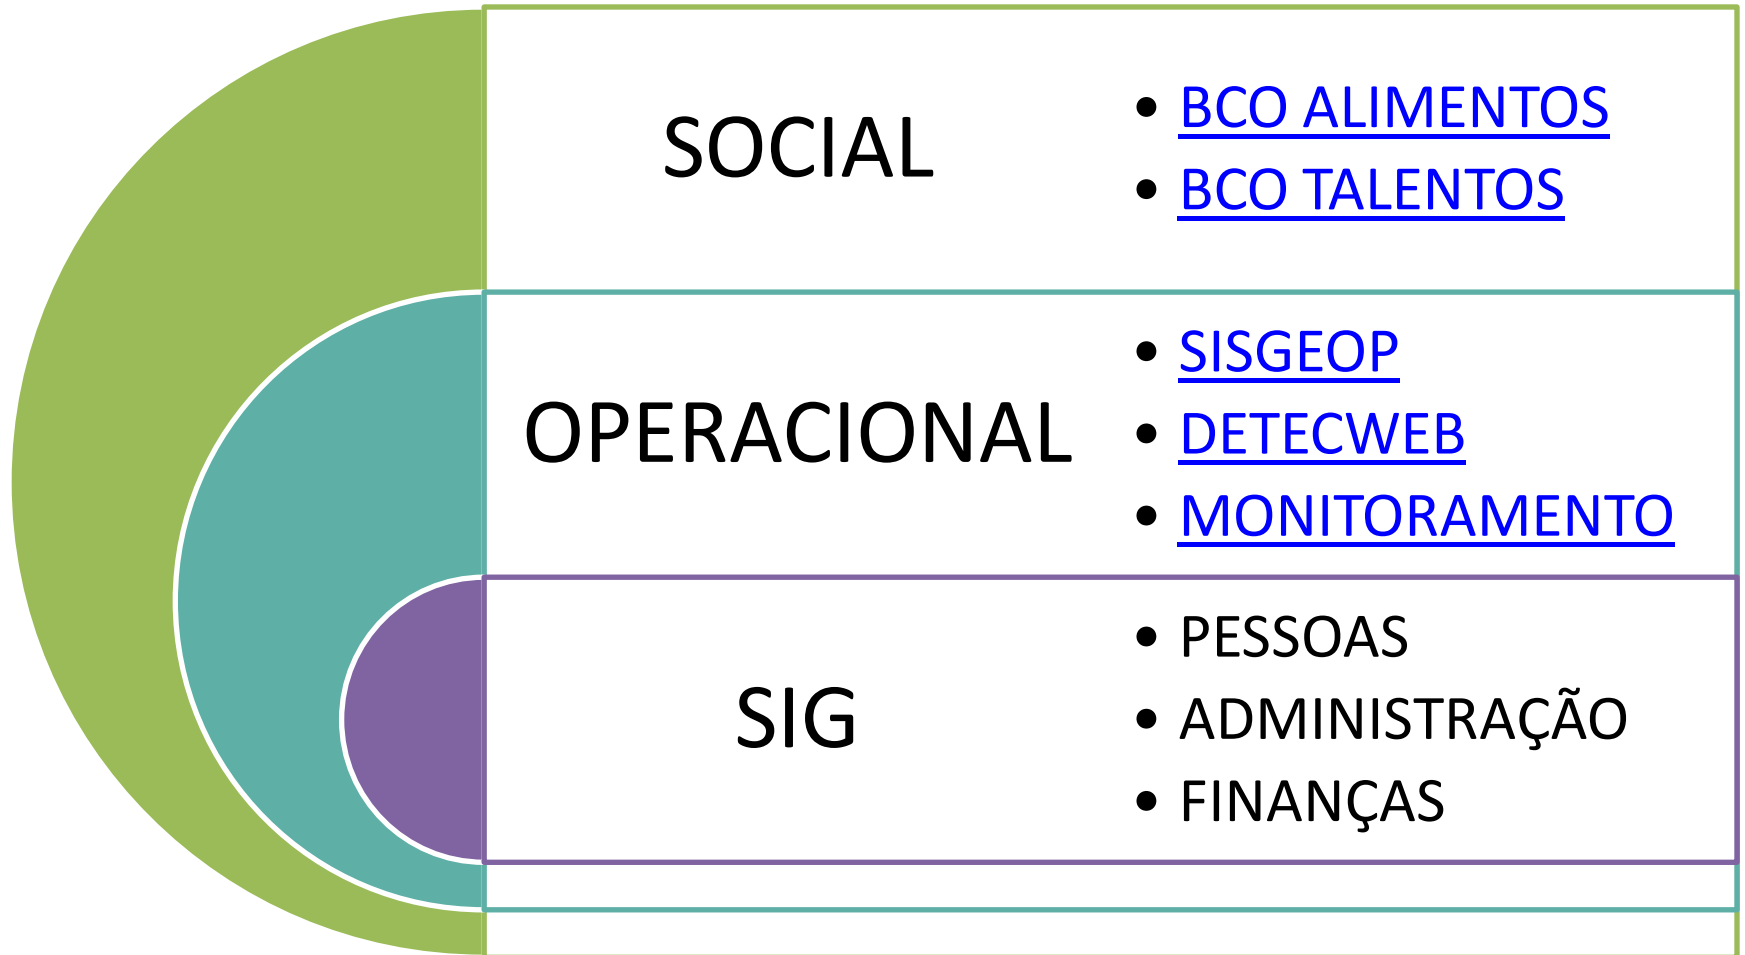 SOCIAL
• BCO ALIMENTOS
• BCO TALENTOS
OPERACIONAL
• SISGEOP
• DETECWEB
• MONITORAMENTO
SIG
• PESSOAS
• ADMINISTRAÇÃO
• FINANÇAS